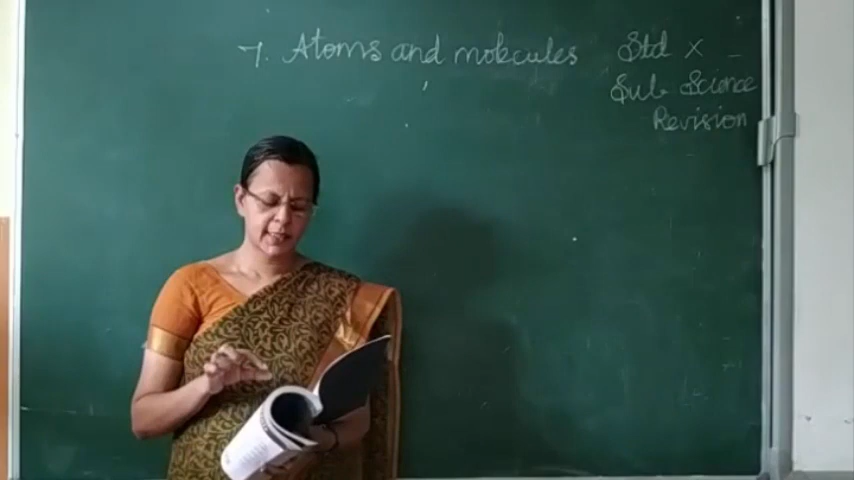 7. Atoms and molecules Std X
Sub Science
Revision